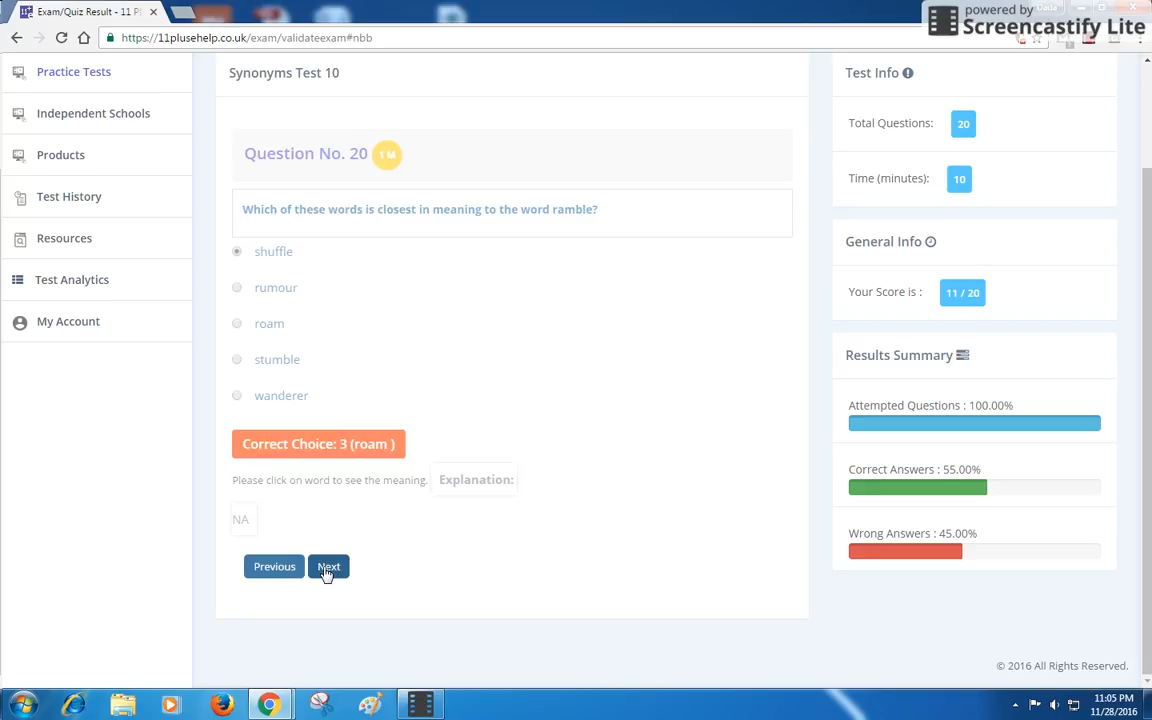 Exam/Quiz Result - 11 Pl
powered by
Screencastify Lite
https://11plusehelp.co.uk/exam/validateexam#nbb
Practice Tests
Independent Schools
Products
Test History
Resources
Test Analytics
My Account
Synonyms Test 10
Question No. 20 1 M
Which of these words is closest in meaning to the word ramble?
shuffle
rumour
roam
stumble
wanderer
Correct Choice: 3 (roam )
Please click on word to see the meaning. Explanation:
NA
Previous Next
Test Info
Total Questions: 20
Time (minutes): 10
General Info
Your Score is : 11 / 20
Results Summary
Attempted Questions : 100.00%
Correct Answers : 55.00%
Wrong Answers : 45.00%
© 2016 All Rights Reserved.
11:05 PM
11/28/2016